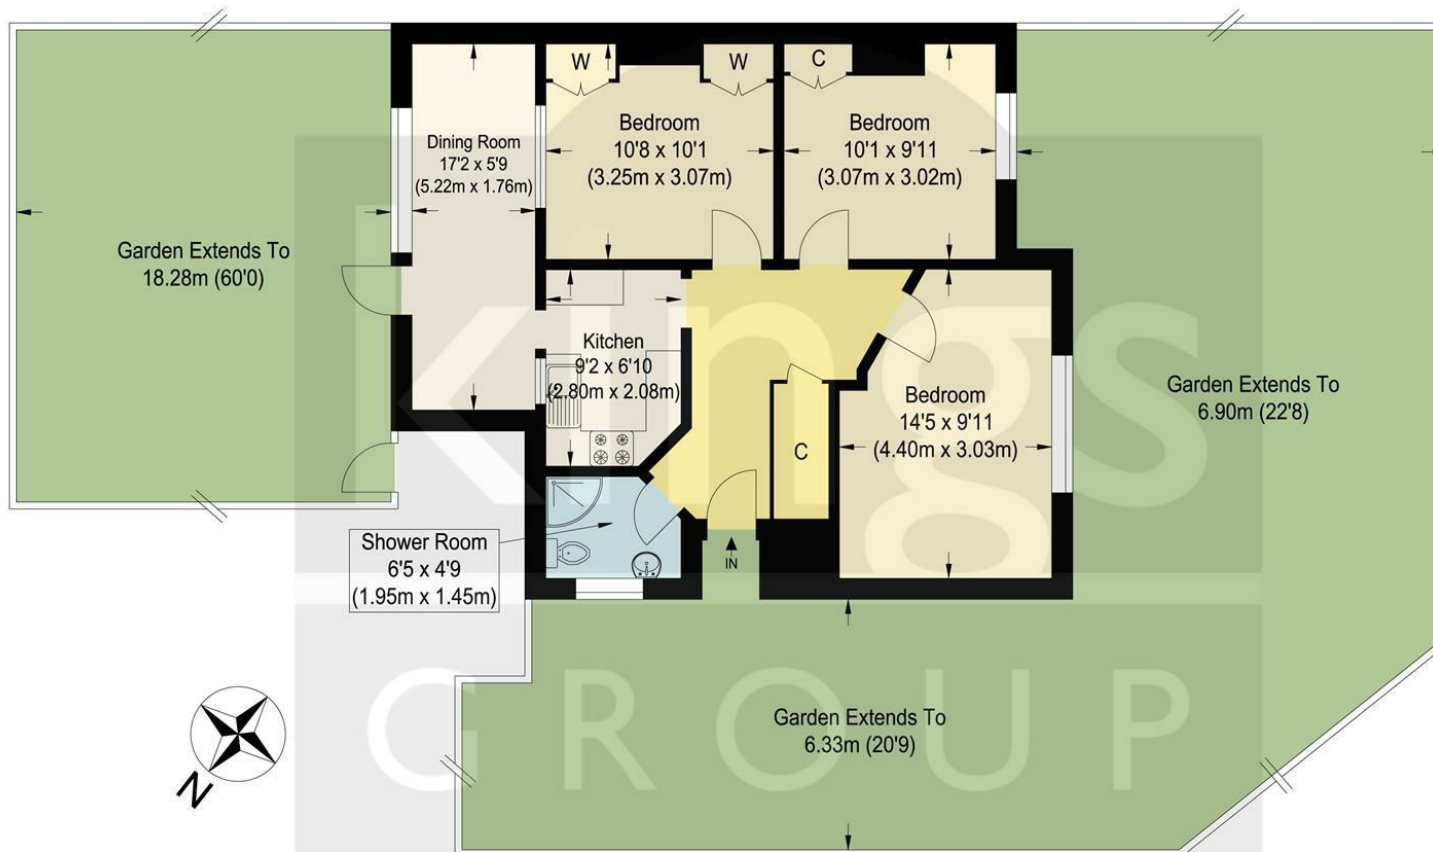 W
W
C
Dining Room
17'2 x 5'9
(5.22m x 1.76m)
Bedroom
10'8 x 10'1
(3.25m x 3.07m)
Bedroom
10'1 x 9'11
(3.07m x 3.02m)
Garden Extends To
18.28m (60'0)
Kitchen
9'2 x 6'10
(2.80m x 2.08m)
Bedroom
14'5 x 9'11
(4.40m x 3.03m)
Garden Extends To
6.90m (22'8)
C
Shower Room
6'5 x 4'9
(1.95m x 1.45m)
IN
Garden Extends To
6.33m (20'9)
N
kings
GROUP